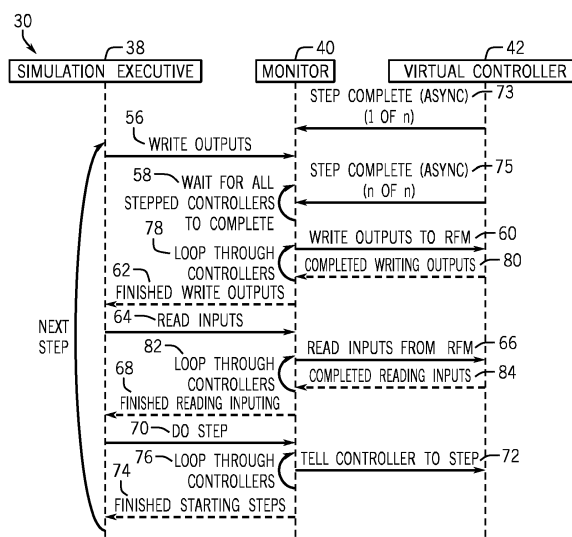 30
38
40
42
SIMULATION EXECUTIVE
MONITOR
VIRTUAL CONTROLLER
STEP COMPLETE (ASYNC) 73
(1 OF n)
56
WRITE OUTPUTS
STEP COMPLETE (ASYNC) 75
(n OF n)
58 WAIT FOR ALL
STEPPED CONTROLLERS
TO COMPLETE
78
LOOP THROUGH
CONTROLLERS
WRITE OUTPUTS TO RFM 60
COMPLETED WRITING OUTPUTS 80
62
FINISHED WRITE OUTPUTS
64 READ INPUTS
NEXT
STEP
82
LOOP THROUGH
CONTROLLERS
READ INPUTS FROM RFM 66
COMPLETED READING INPUTS 84
68
FINISHED READING INPUTING
70 DO STEP
76 LOOP THROUGH
CONTROLLERS
TELL CONTROLLER TO STEP 72
74
FINISHED STARTING STEPS